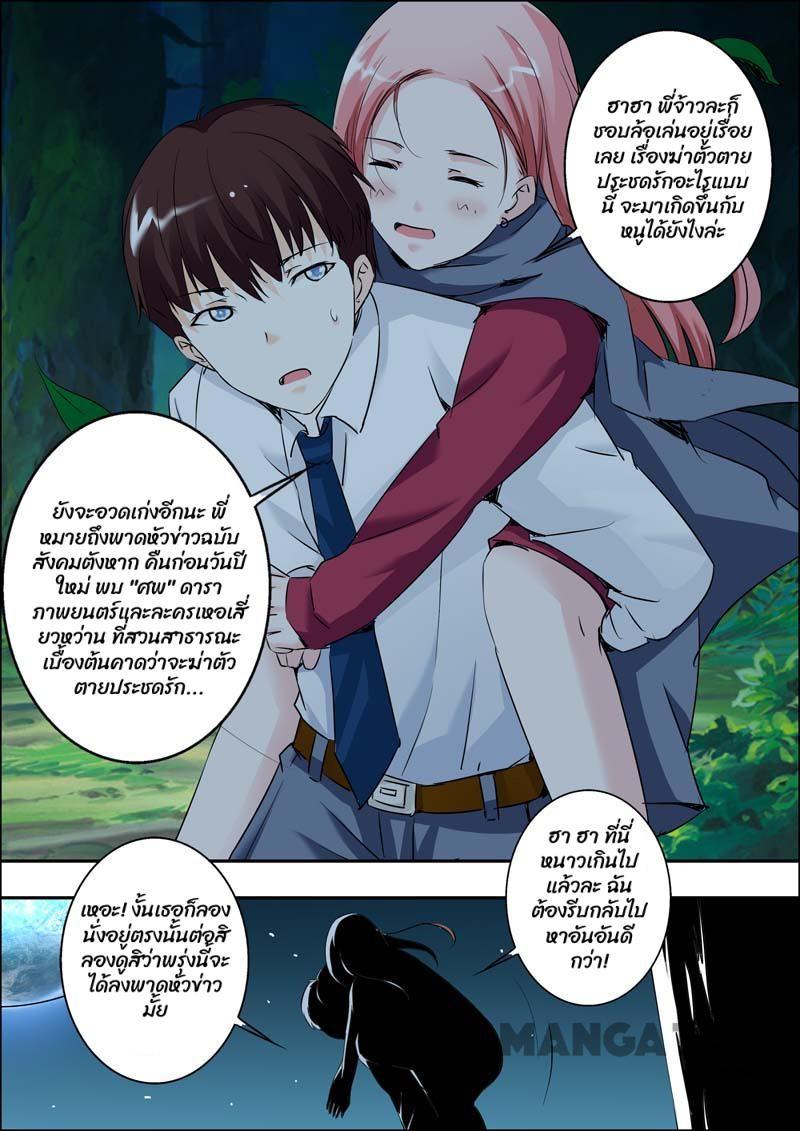 ฮาฮา พี่จ้าวละก็
ชอบล้อเล่นอยู่เรื่อย
เลย เรื่องฆ่าตัวตาย
ประชดรักอะไรแบบ
นี้ จะมาเกิดขึ้นกับ
หนูได้ยังไงล่ะ
ยังจะอวดเก่งอีกนะ พี่
หมายถึงพาดหัวข่าวฉบับ
สังคมตังหาก คืนก่อนวันปี
ใหม่ พบ "ศพ" ดารา
ภาพยนตร์และละครเหอเสี่
ยวหว่าน ที่สวนสาธารณะ
เบื้องต้นคาดว่าจะฆ่าตัว
ตายประชดรัก...
ฮา ฮา ที่นี่
หนาวเกินไป
แล้วละ ฉัน
ต้องรีบกลับไป
หาอันอันดี
กว่า!
เหอะ! งั้นเธอก็ลอง
นั่งอยู่ตรงนั้นต่อสิ
ลองดูสิว่าพรุ่งนี้จะ
ได้ลงพาดหัวข่าว
มั้ย